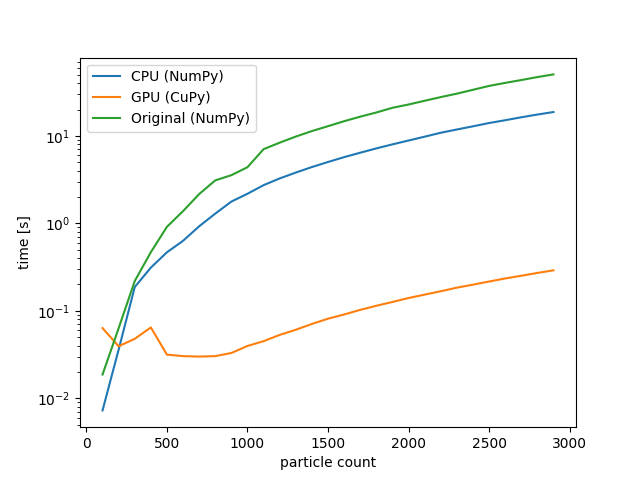 CPU (NumPy)
GPU (CuPy)
Original (NumPy)
10¹
10⁰
10⁻¹
10⁻²
time [s]
0 500 1000 1500 2000 2500 3000
particle count